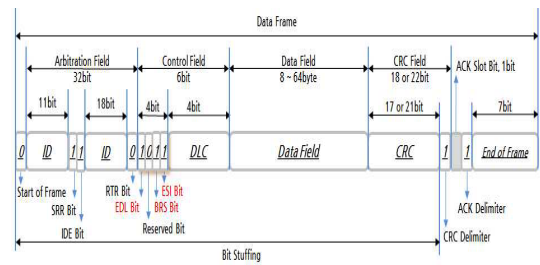 Data Frame
Arbitration Field Control Field Data Field CRC Field ACK Slot Bit, 1bit
32bit 6bit 8 ~ 64byte 18 or 22bit
11bit 18bit 4bit 4bit 17 or 21bit 7bit
0 ID 1 1 ID 0 1 0 1 1 DLC Data Field CRC 1 1 End of Frame
Start of Frame RTR Bit ESI Bit
SRR Bit EDL Bit BRS Bit ACK Delimiter
IDE Bit Reserved Bit CRC Delimiter
Bit Stuffing